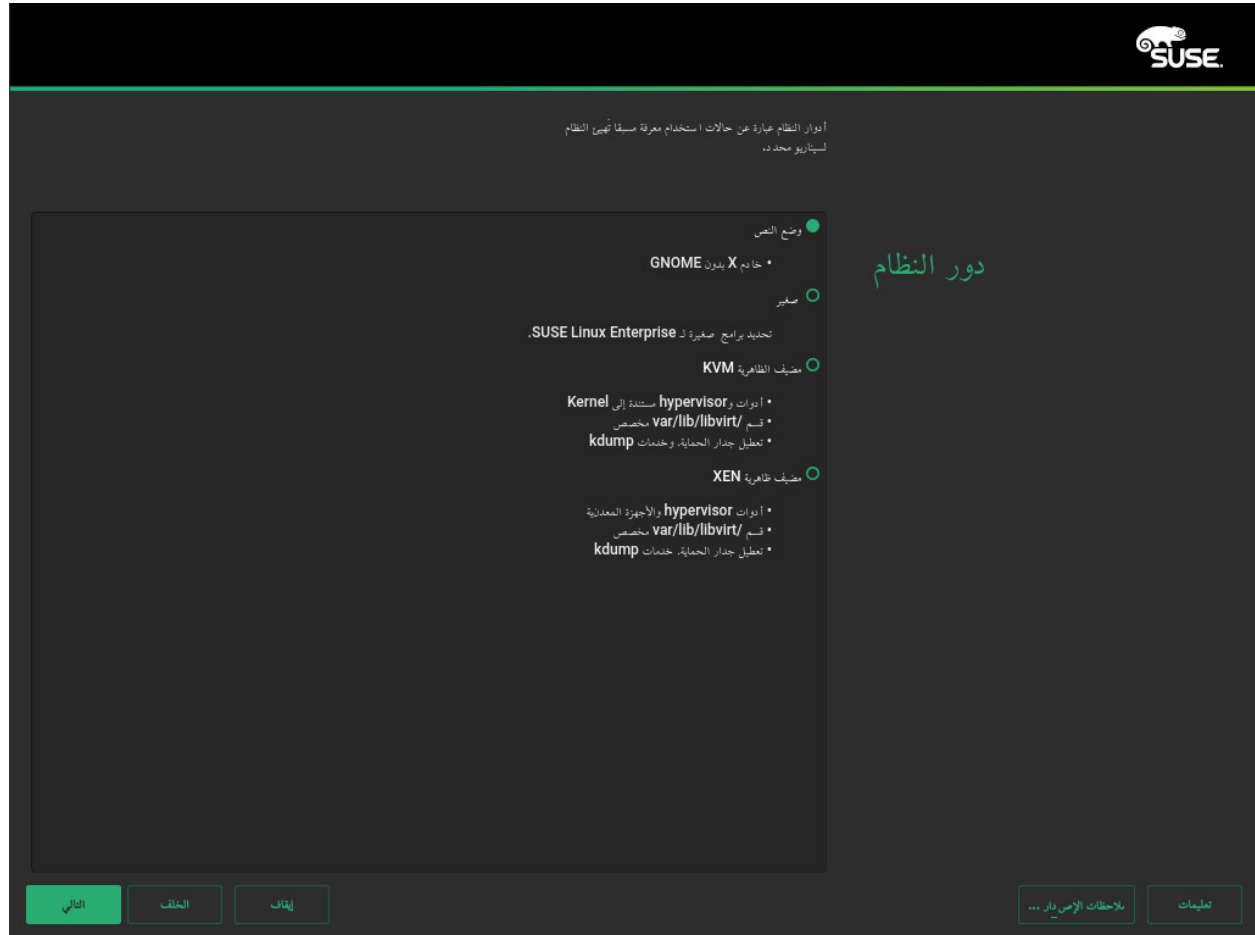 SUSE.
أدوار النظام عبارة عن حالات استخدام معرفة مسبقا تُهيئ النظام
لسيناريو محدد.
دور النظام
وضع النص
• خادم X بدون GNOME
صغير
تحديد برامج صغيرة لـ SUSE Linux Enterprise.
مضيف الظاهرية KVM
• أدوات وhypervisor مستندة إلى Kernel
• قسم /var/lib/libvirt مخصص
• تعطيل جدار الحماية، وخدمات kdump
مضيف ظاهرية XEN
• أدوات hypervisor والأجهزة المعدنية
• قسم /var/lib/libvirt مخصص
• تعطيل جدار الحماية، خدمات kdump
تعليمات
ملاحظات الإصدار ...
إيقاف
الخلف
التالي